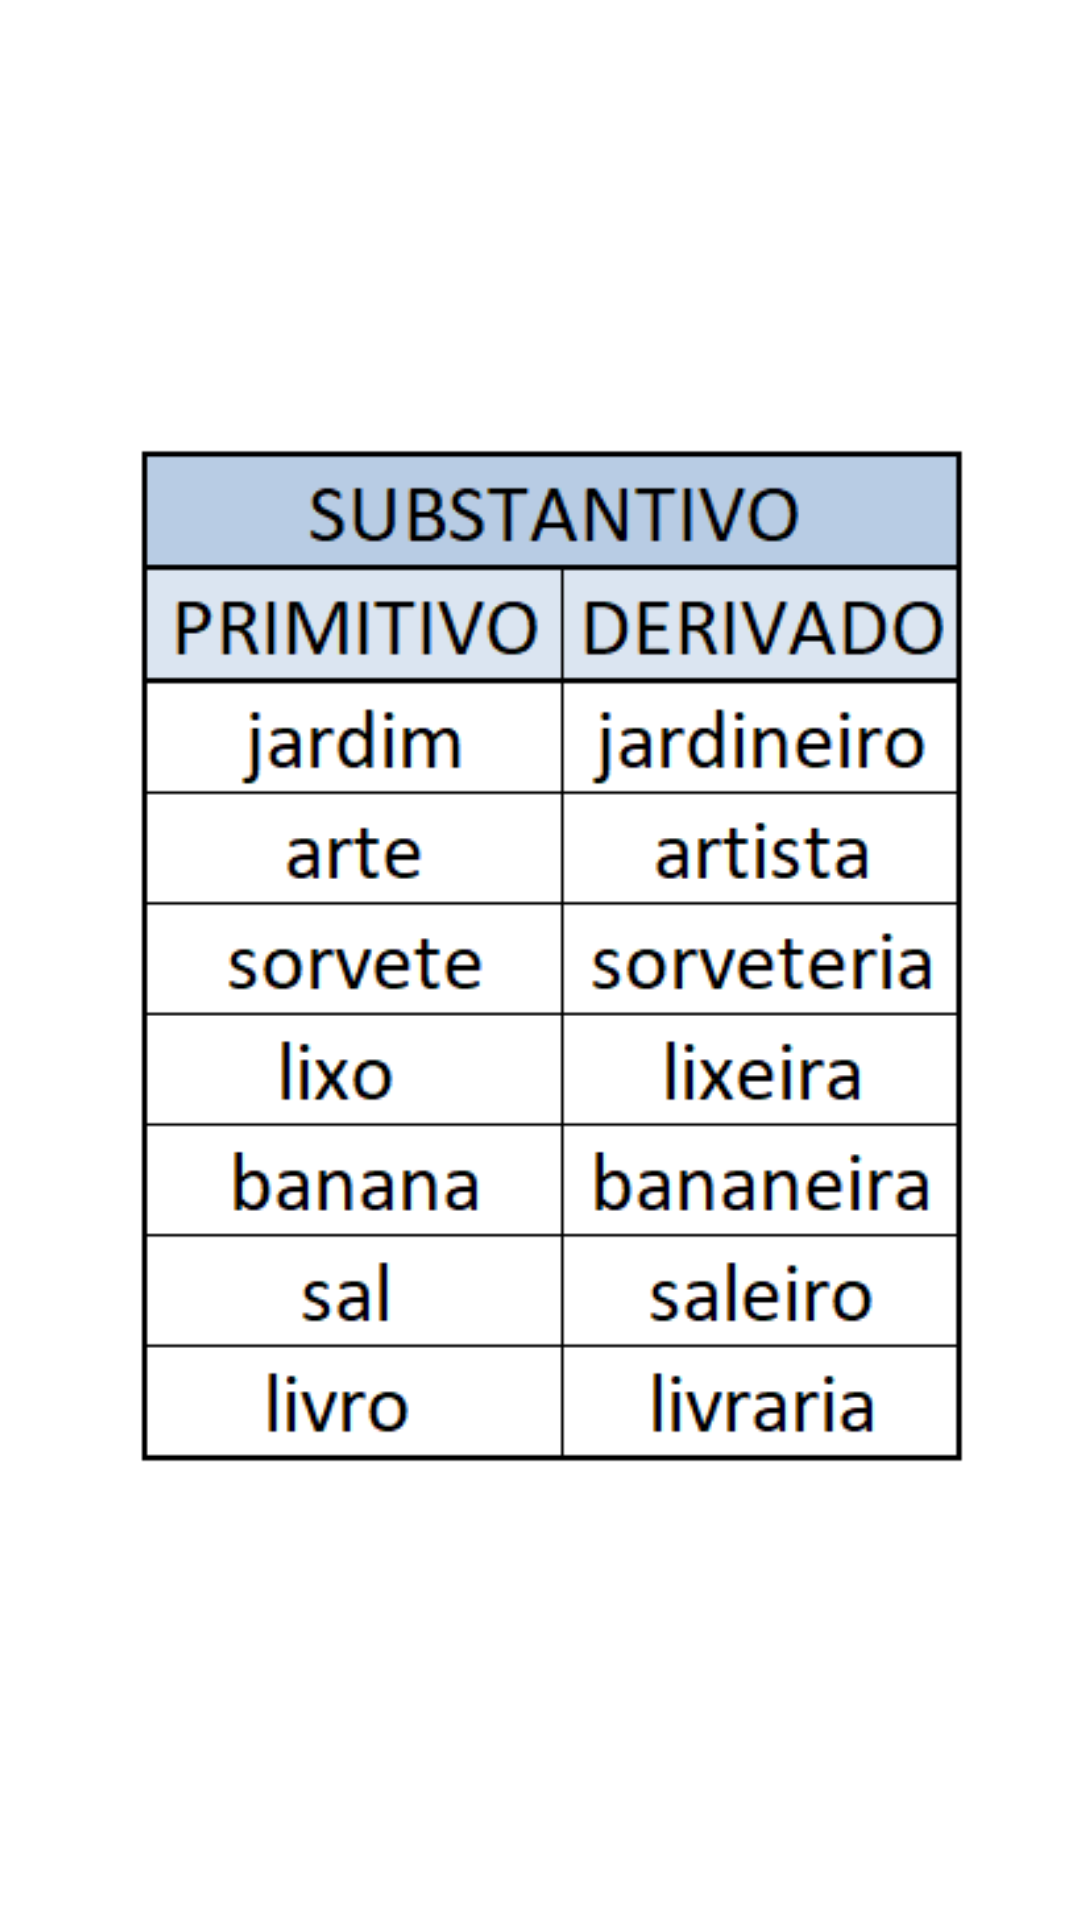 SUBSTANTIVO
PRIMITIVO DERIVADO
jardim jardineiro
arte artista
sorvete sorveteria
lixo lixeira
banana bananeira
sal saleiro
livro livraria